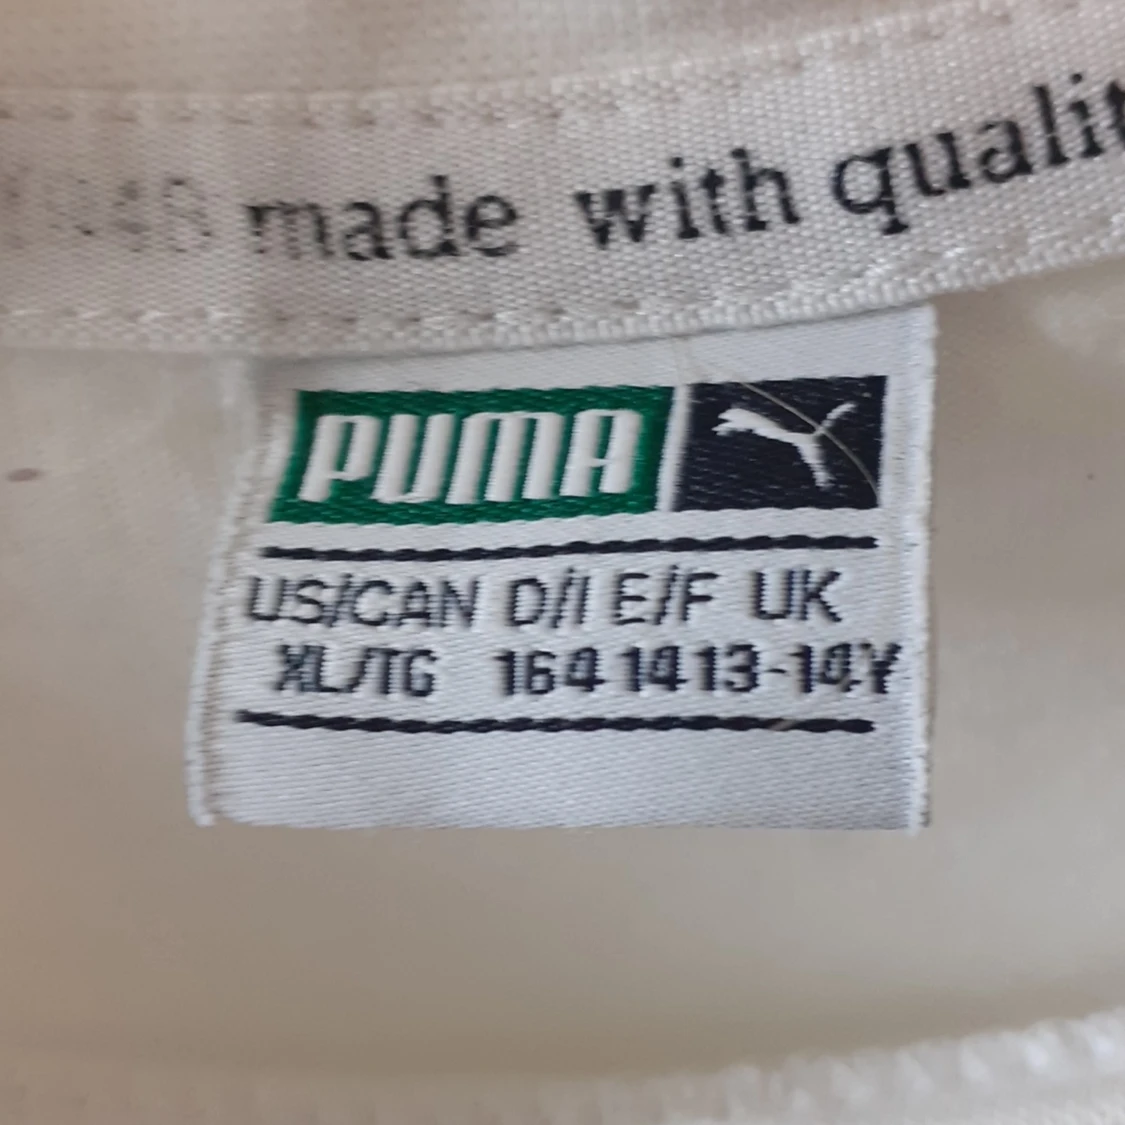 made with qualit
PUMA
US/CAN D/I E/F UK
XL/TG 164 14 13-14Y